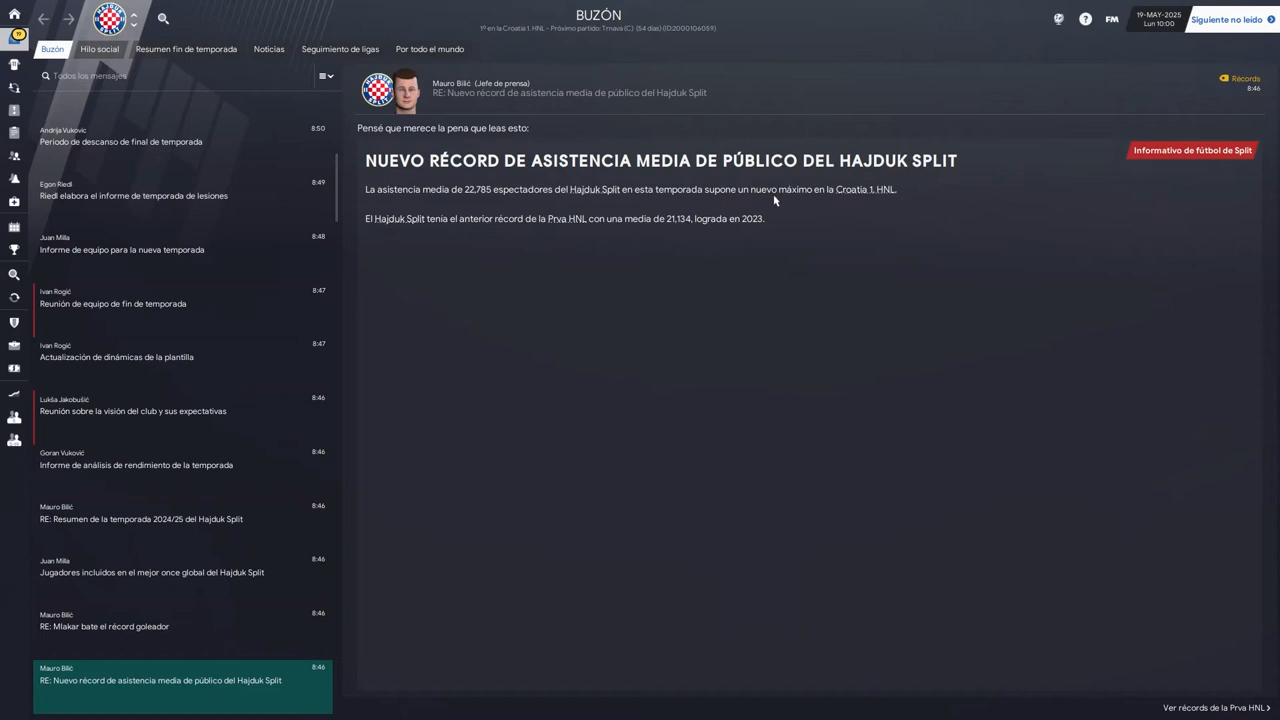 BUZÓN
1º en la Croatia 1. HNL - Próximo partido: Trnava (C) (54 días) (ID:2000106059)
FM
19-MAY-2025
Lun 10:00
Siguiente no leído
19
Buzón
Hilo social
Resumen fin de temporada
Noticias
Seguimiento de ligas
Por todo el mundo
Todos los mensajes
Andrija Vukovic
8:50
Periodo de descanso de final de temporada
Egon Riedl
8:49
Riedl elabora el informe de temporada de lesiones
Juan Milla
8:48
Informe de equipo para la nueva temporada
Ivan Rogić
8:47
Reunión de equipo de fin de temporada
Ivan Rogić
8:47
Actualización de dinámicas de la plantilla
Lukša Jakobušić
8:46
Reunión sobre la visión del club y sus expectativas
Goran Vuković
8:46
Informe de análisis de rendimiento de la temporada
Mauro Bilić
8:46
RE: Resumen de la temporada 2024/25 del Hajduk Split
Juan Milla
8:46
Jugadores incluidos en el mejor once global del Hajduk Split
Mauro Bilić
8:46
RE: Mlakar bate el récord goleador
Mauro Bilić
8:46
RE: Nuevo récord de asistencia media de público del Hajduk Split
HAJDUK
SPLIT
Mauro Bilić (Jefe de prensa)
RE: Nuevo récord de asistencia media de público del Hajduk Split
Récords
8:46
Pensé que merece la pena que leas esto:
NUEVO RÉCORD DE ASISTENCIA MEDIA DE PÚBLICO DEL HAJDUK SPLIT
Informativo de fútbol de Split
La asistencia media de 22,785 espectadores del Hajduk Split en esta temporada supone un nuevo máximo en la Croatia 1. HNL.
El Hajduk Split tenía el anterior récord de la Prva HNL con una media de 21,134, lograda en 2023.
Ver récords de la Prva HNL